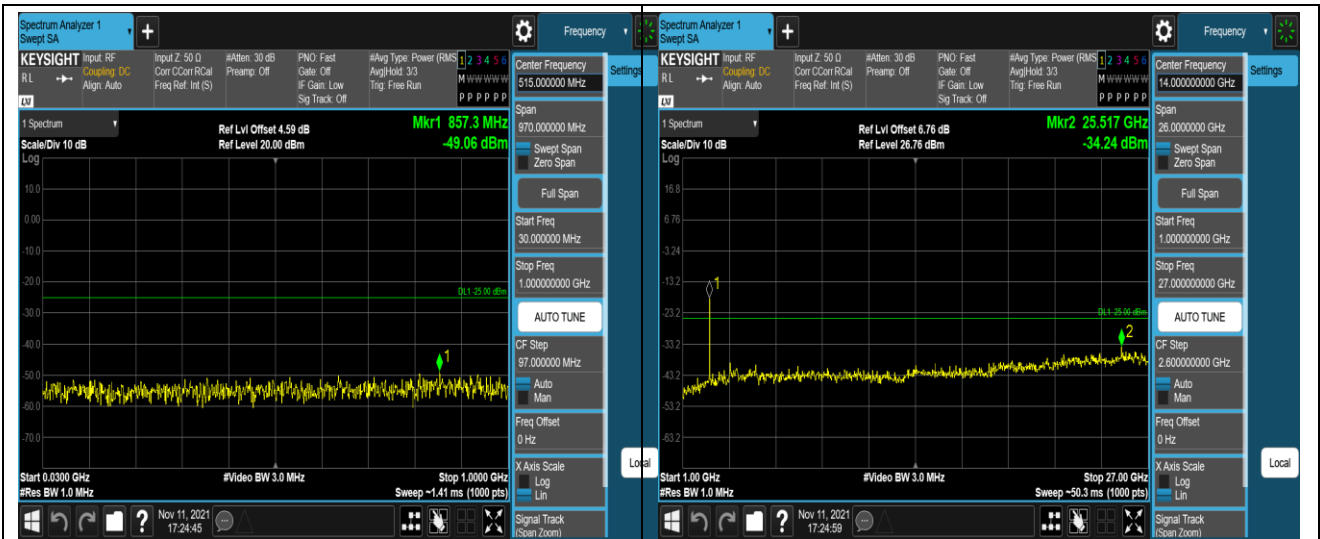 Spectrum Analyzer 1
Swept SA
+
Frequency
KEYSIGHT
RL
LXI
Input: RF
Coupling: DC
Align: Auto
Input Z: 50 Ω
Corr CCorr RCal
Freq Ref: Int (S)
#Atten: 30 dB
Preamp: Off
PNO: Fast
Gate: Off
IF Gain: Low
Sig Track: Off
#Avg Type: Power (RMS
Avg|Hold: 3/3
Trig: Free Run
1 2 3 4 5 6
M W W W W W
P P P P P P
1 Spectrum
Scale/Div 10 dB
Log
Ref Lvl Offset 4.59 dB
Ref Level 20.00 dBm
Mkr1 857.3 MHz
-49.06 dBm
10.0
0.00
-10.0
-20.0
DL1 -25.00 dBm
-30.0
-40.0
1
-50.0
-60.0
-70.0
Start 0.0300 GHz
#Res BW 1.0 MHz
#Video BW 3.0 MHz
Stop 1.0000 GHz
Sweep ~1.41 ms (1000 pts)
?
Nov 11, 2021
17:24:45
Center Frequency
515.000000 MHz
Span
970.000000 MHz
Swept Span
Zero Span
Full Span
Start Freq
30.000000 MHz
Stop Freq
1.000000000 GHz
AUTO TUNE
CF Step
97.000000 MHz
Auto
Man
Freq Offset
0 Hz
X Axis Scale
Log
Lin
Signal Track
(Span Zoom)
Settings
Local
Spectrum Analyzer 1
Swept SA
+
Frequency
KEYSIGHT
RL
LXI
Input: RF
Coupling: DC
Align: Auto
Input Z: 50 Ω
Corr CCorr RCal
Freq Ref: Int (S)
#Atten: 30 dB
Preamp: Off
PNO: Fast
Gate: Off
IF Gain: Low
Sig Track: Off
#Avg Type: Power (RMS
Avg|Hold: 3/3
Trig: Free Run
1 2 3 4 5 6
M W W W W W
P P P P P P
1 Spectrum
Scale/Div 10 dB
Log
Ref Lvl Offset 6.76 dB
Ref Level 26.76 dBm
Mkr2 25.517 GHz
-34.24 dBm
16.8
6.76
-3.24
-13.2
1
-23.2
DL1 -25.00 dBm
-33.2
2
-43.2
-53.2
-63.2
Start 1.00 GHz
#Res BW 1.0 MHz
#Video BW 3.0 MHz
Stop 27.00 GHz
Sweep ~50.3 ms (1000 pts)
?
Nov 11, 2021
17:24:59
Center Frequency
14.000000000 GHz
Span
26.0000000 GHz
Swept Span
Zero Span
Full Span
Start Freq
1.000000000 GHz
Stop Freq
27.000000000 GHz
AUTO TUNE
CF Step
2.600000000 GHz
Auto
Man
Freq Offset
0 Hz
X Axis Scale
Log
Lin
Signal Track
(Span Zoom)
Settings
Local